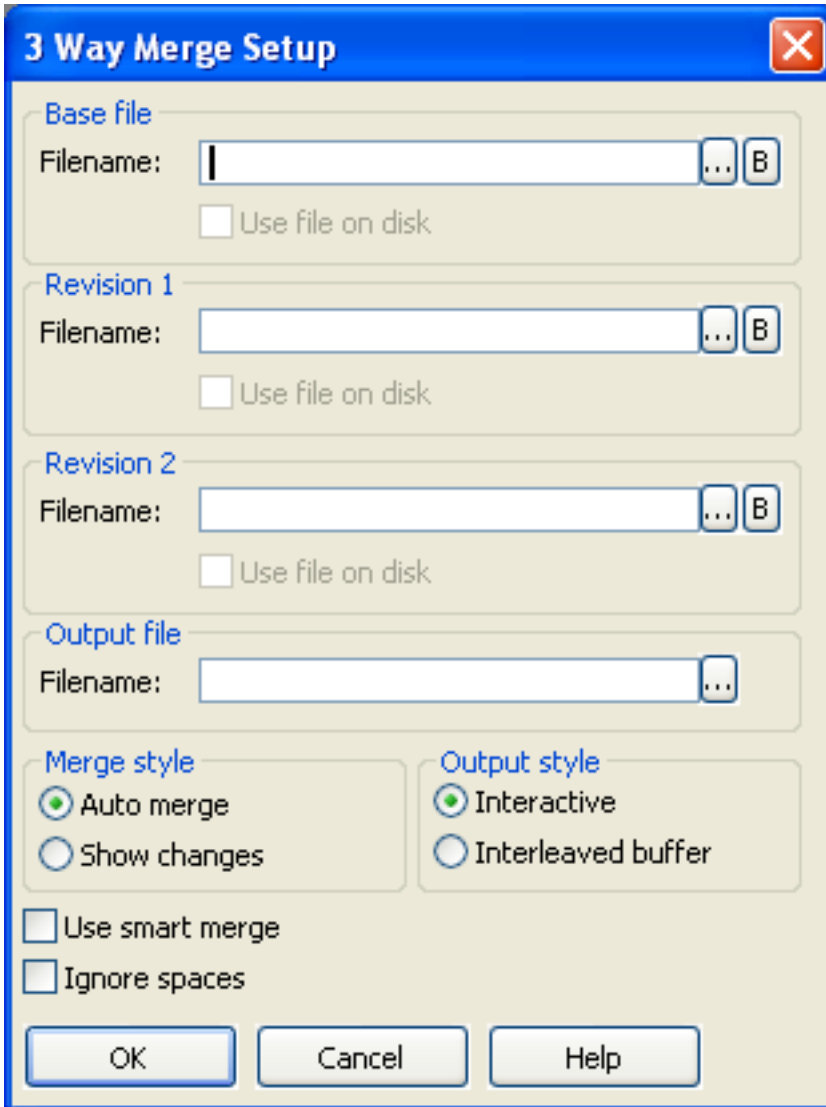 3 Way Merge Setup
Base file
Filename: ... B
Use file on disk
Revision 1
Filename: ... B
Use file on disk
Revision 2
Filename: ... B
Use file on disk
Output file
Filename: ...
Merge style Output style
Auto merge Interactive
Show changes Interleaved buffer
Use smart merge
Ignore spaces
OK Cancel Help